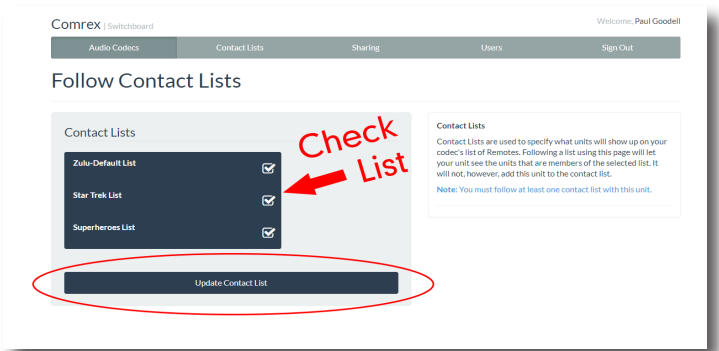 Comrex | Switchboard
Welcome, Paul Goodell
Audio Codecs
Contact Lists
Sharing
Users
Sign Out
Follow Contact Lists
Contact Lists
Zulu-Default List
Star Trek List
Superheroes List
Update Contact List
Check
List
Contact Lists
Contact Lists are used to specify what units will show up on your
codec's list of Remotes. Following a list using this page will let
your unit see the units that are members of the selected list. It
will not, however, add this unit to the contact list.
Note: You must follow at least one contact list with this unit.